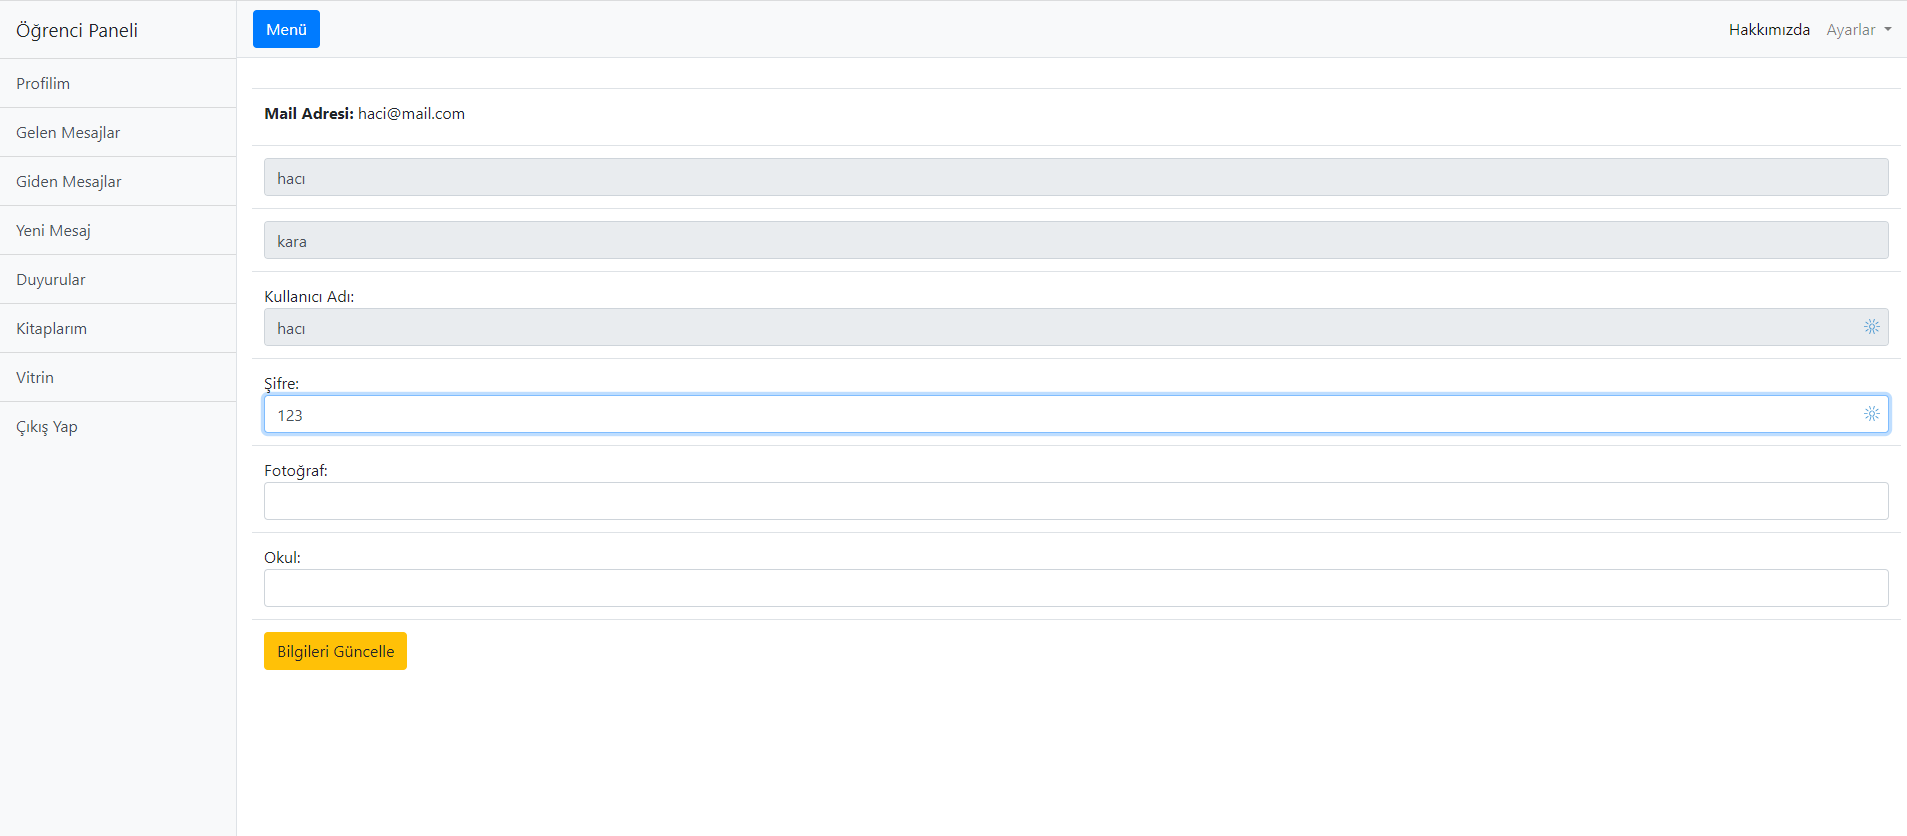 Öğrenci Paneli
Menü
Hakkımızda
Ayarlar
Profilim
Gelen Mesajlar
Giden Mesajlar
Yeni Mesaj
Duyurular
Kitaplarım
Vitrin
Çıkış Yap
Mail Adresi: haci@mail.com
hacı
kara
Kullanıcı Adı:
hacı
Şifre:
123
Fotoğraf:
Okul:
Bilgileri Güncelle